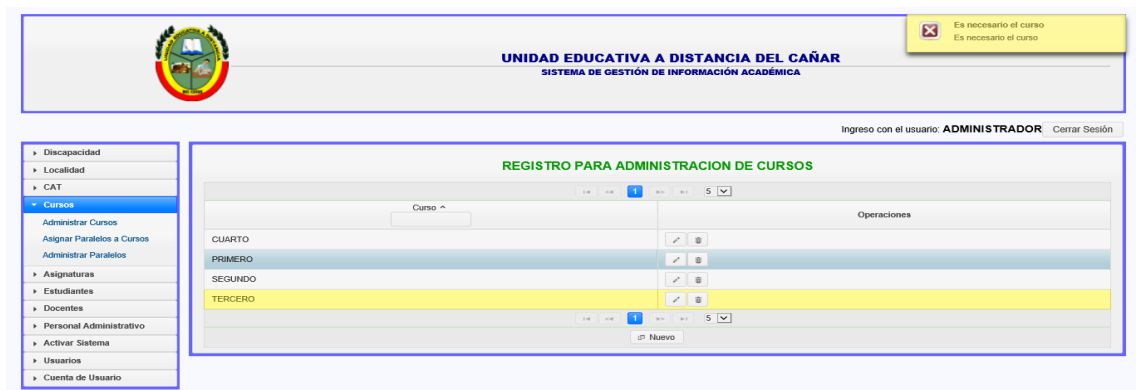 Es necesario el curso
Es necesario el curso
UNIDAD EDUCATIVA A DISTANCIA DEL CAÑAR
SISTEMA DE GESTIÓN DE INFORMACIÓN ACADÉMICA
Ingreso con el usuario: ADMINISTRADOR Cerrar Sesión
Discapacidad
Localidad
CAT
Cursos
Administrar Cursos
Asignar Paralelos a Cursos
Administrar Paralelos
Asignaturas
Estudiantes
Docentes
Personal Administrativo
Activar Sistema
Usuarios
Cuenta de Usuario
REGISTRO PARA ADMINISTRACION DE CURSOS
1 5
Curso Operaciones
CUARTO
PRIMERO
SEGUNDO
TERCERO
1 5
Nuevo